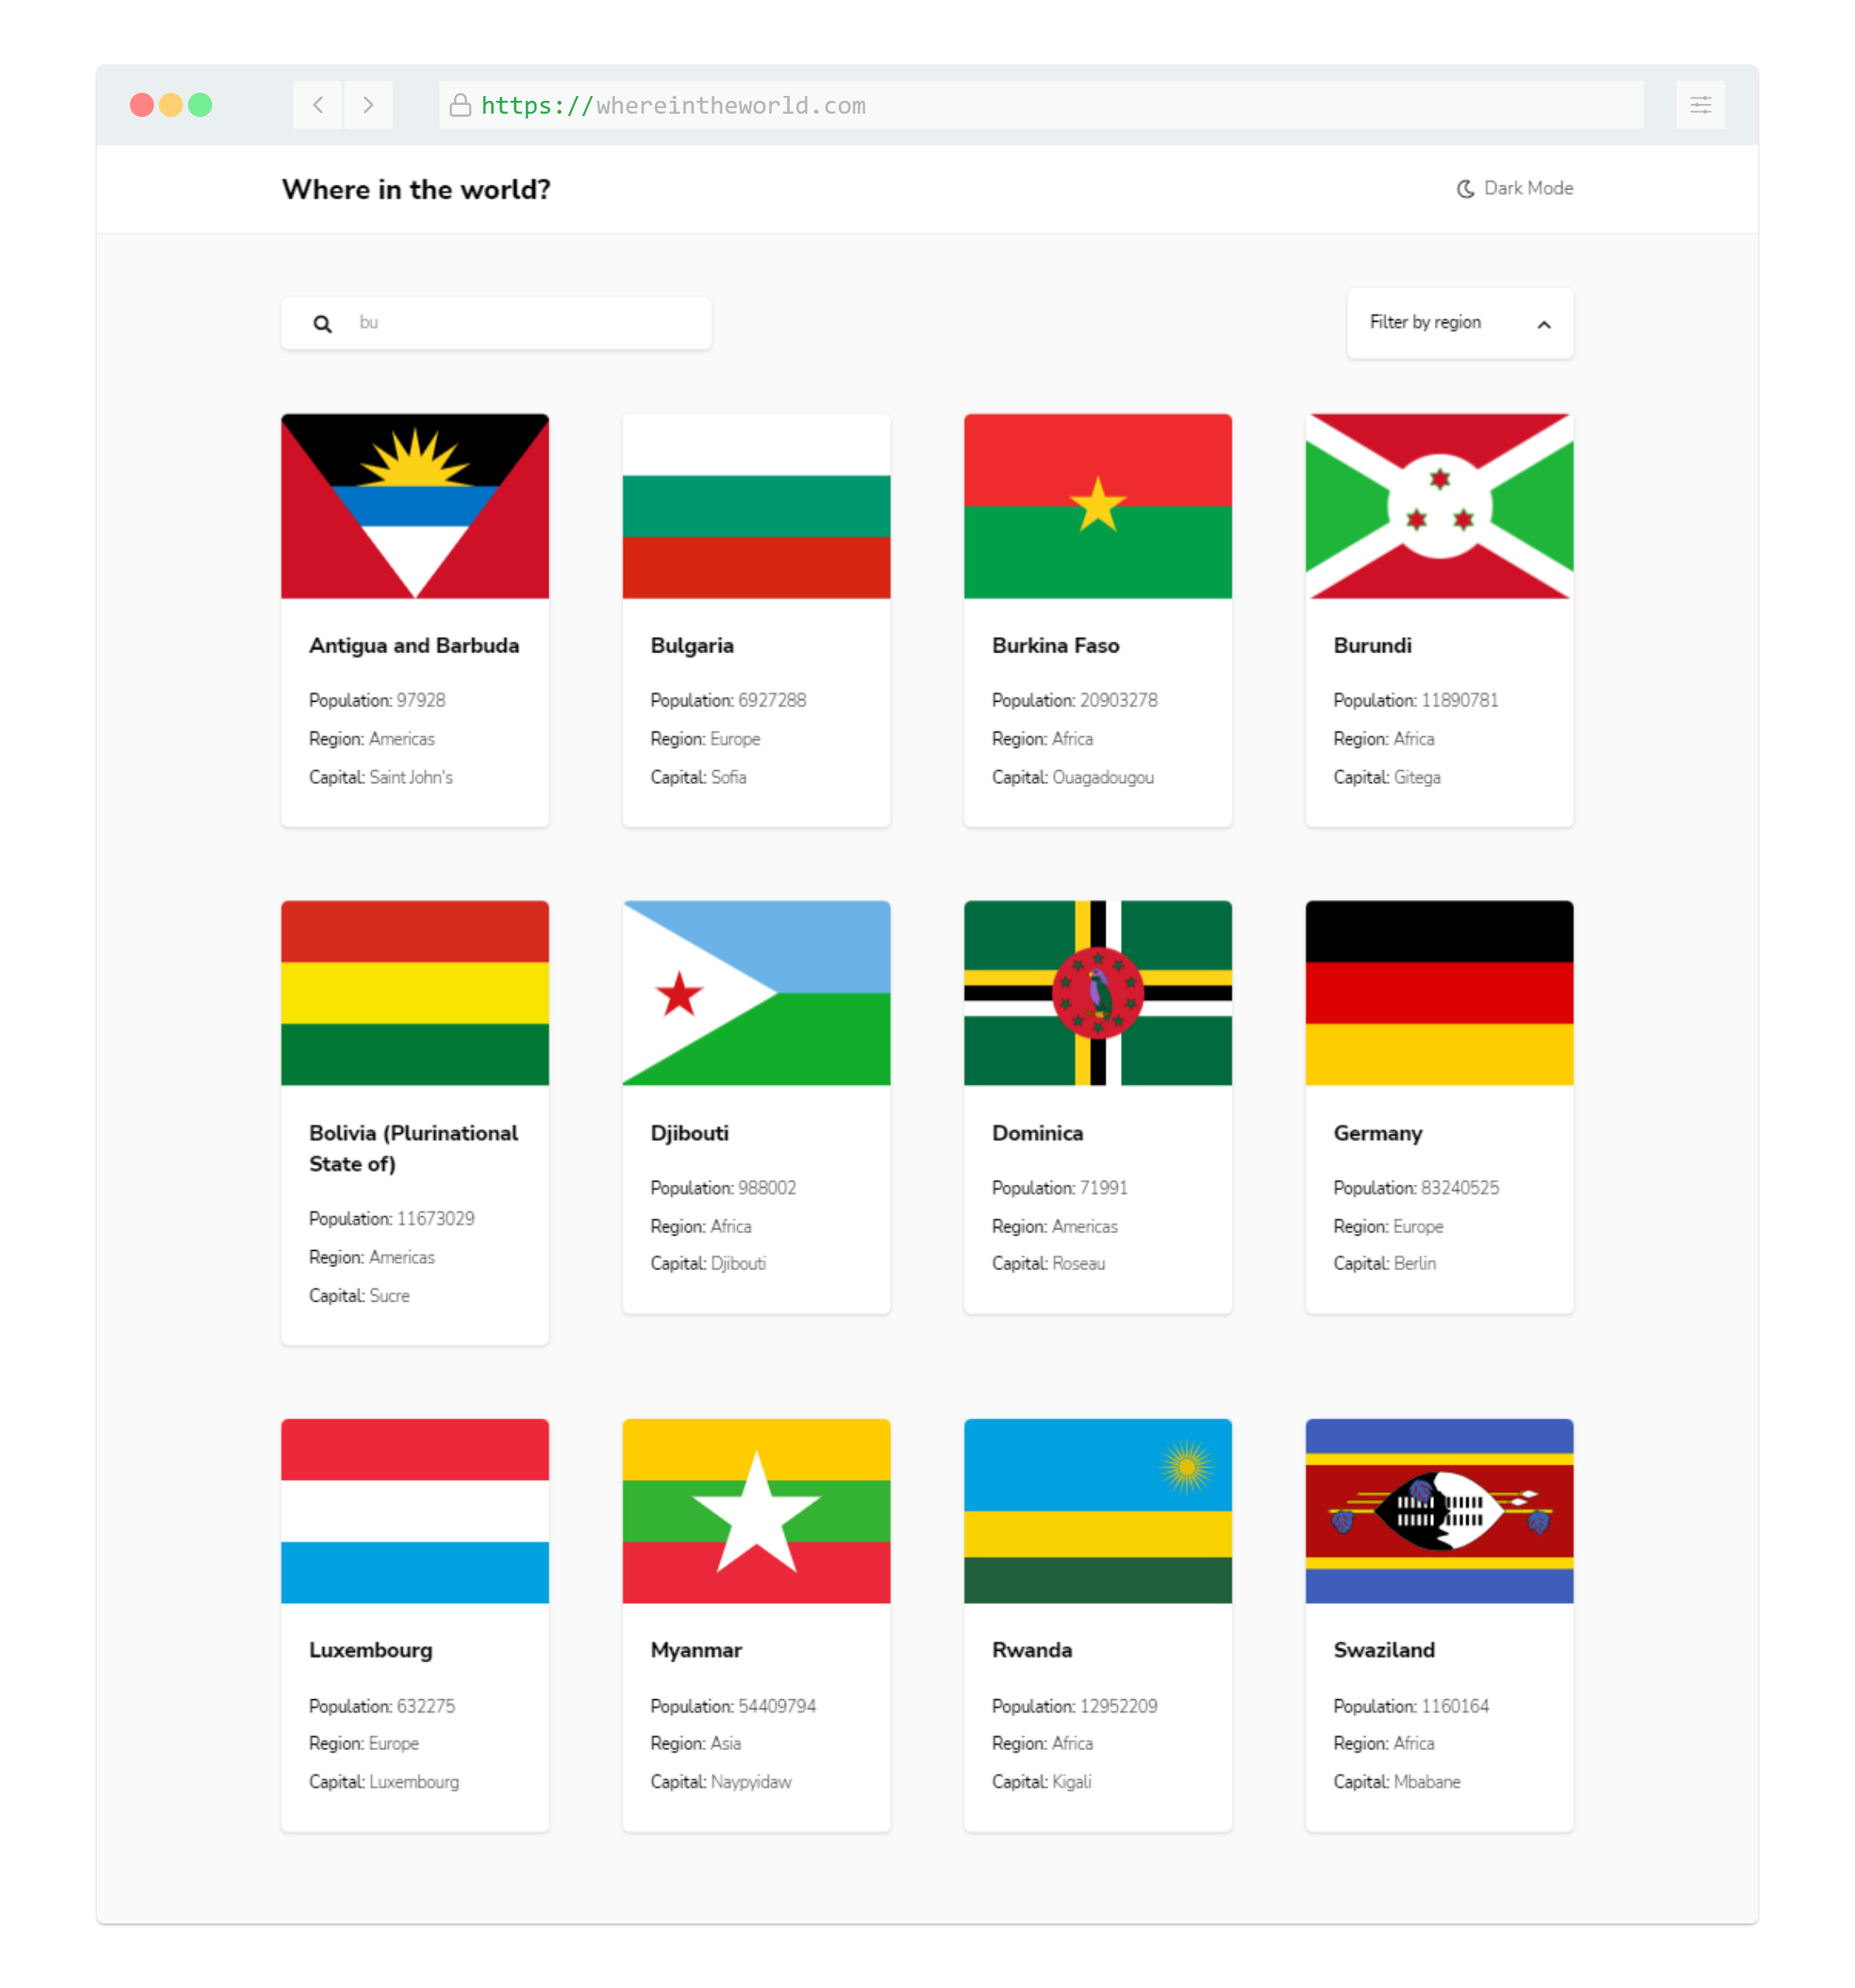 https://whereintheworld.com
Where in the world?
Dark Mode
bu
Filter by region
Antigua and Barbuda
Population: 97928
Region: Americas
Capital: Saint John's
Bulgaria
Population: 6927288
Region: Europe
Capital: Sofia
Burkina Faso
Population: 20903278
Region: Africa
Capital: Ouagadougou
Burundi
Population: 11890781
Region: Africa
Capital: Gitega
Bolivia (Plurinational
State of)
Population: 11673029
Region: Americas
Capital: Sucre
Djibouti
Population: 988002
Region: Africa
Capital: Djibouti
Dominica
Population: 71991
Region: Americas
Capital: Roseau
Germany
Population: 83240525
Region: Europe
Capital: Berlin
Luxembourg
Population: 632275
Region: Europe
Capital: Luxembourg
Myanmar
Population: 54409794
Region: Asia
Capital: Naypyidaw
Rwanda
Population: 12952209
Region: Africa
Capital: Kigali
Swaziland
Population: 1160164
Region: Africa
Capital: Mbabane